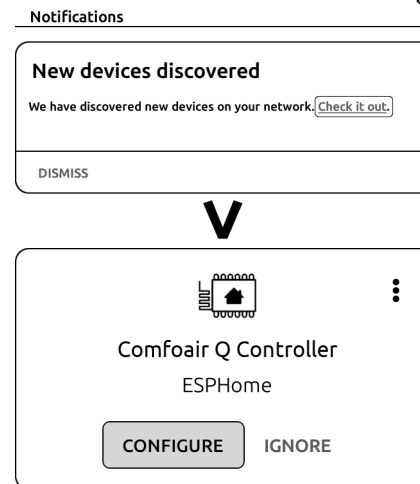 Notifications
New devices discovered
We have discovered new devices on your network. Check it out.
DISMISS
Comfoair Q Controller
ESPHome
CONFIGURE IGNORE